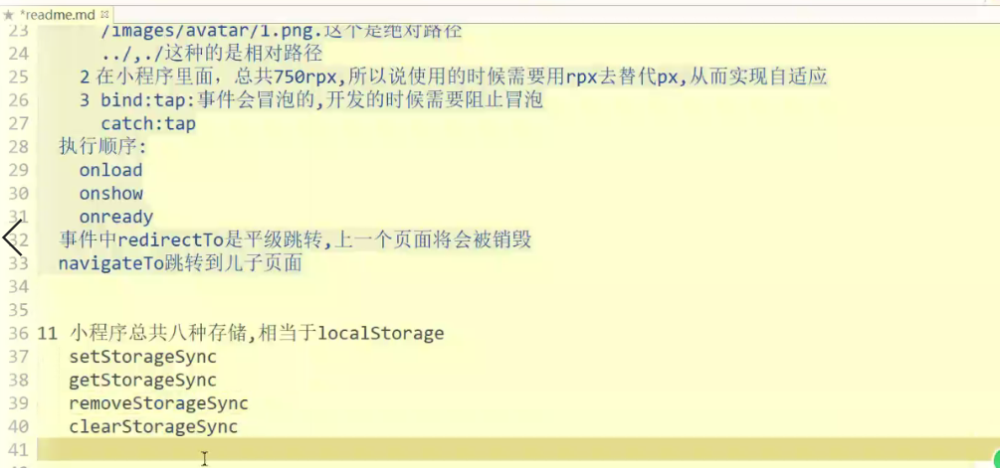 *readme.md
23 /images/avatar/1.png.这个是绝对路径
24 ../,./这种的是相对路径
25 2 在小程序里面，总共750rpx,所以说使用的时候需要用rpx去替代px,从而实现自适应
26 3 bind:tap:事件会冒泡的,开发的时候需要阻止冒泡
27 catch:tap
28 执行顺序:
29 onload
30 onshow
31 onready
32 事件中redirectTo是平级跳转,上一个页面将会被销毁
33 navigateTo跳转到儿子页面
34
35
36 11 小程序总共八种存储,相当于localStorage
37 setStorageSync
38 getStorageSync
39 removeStorageSync
40 clearStorageSync
41